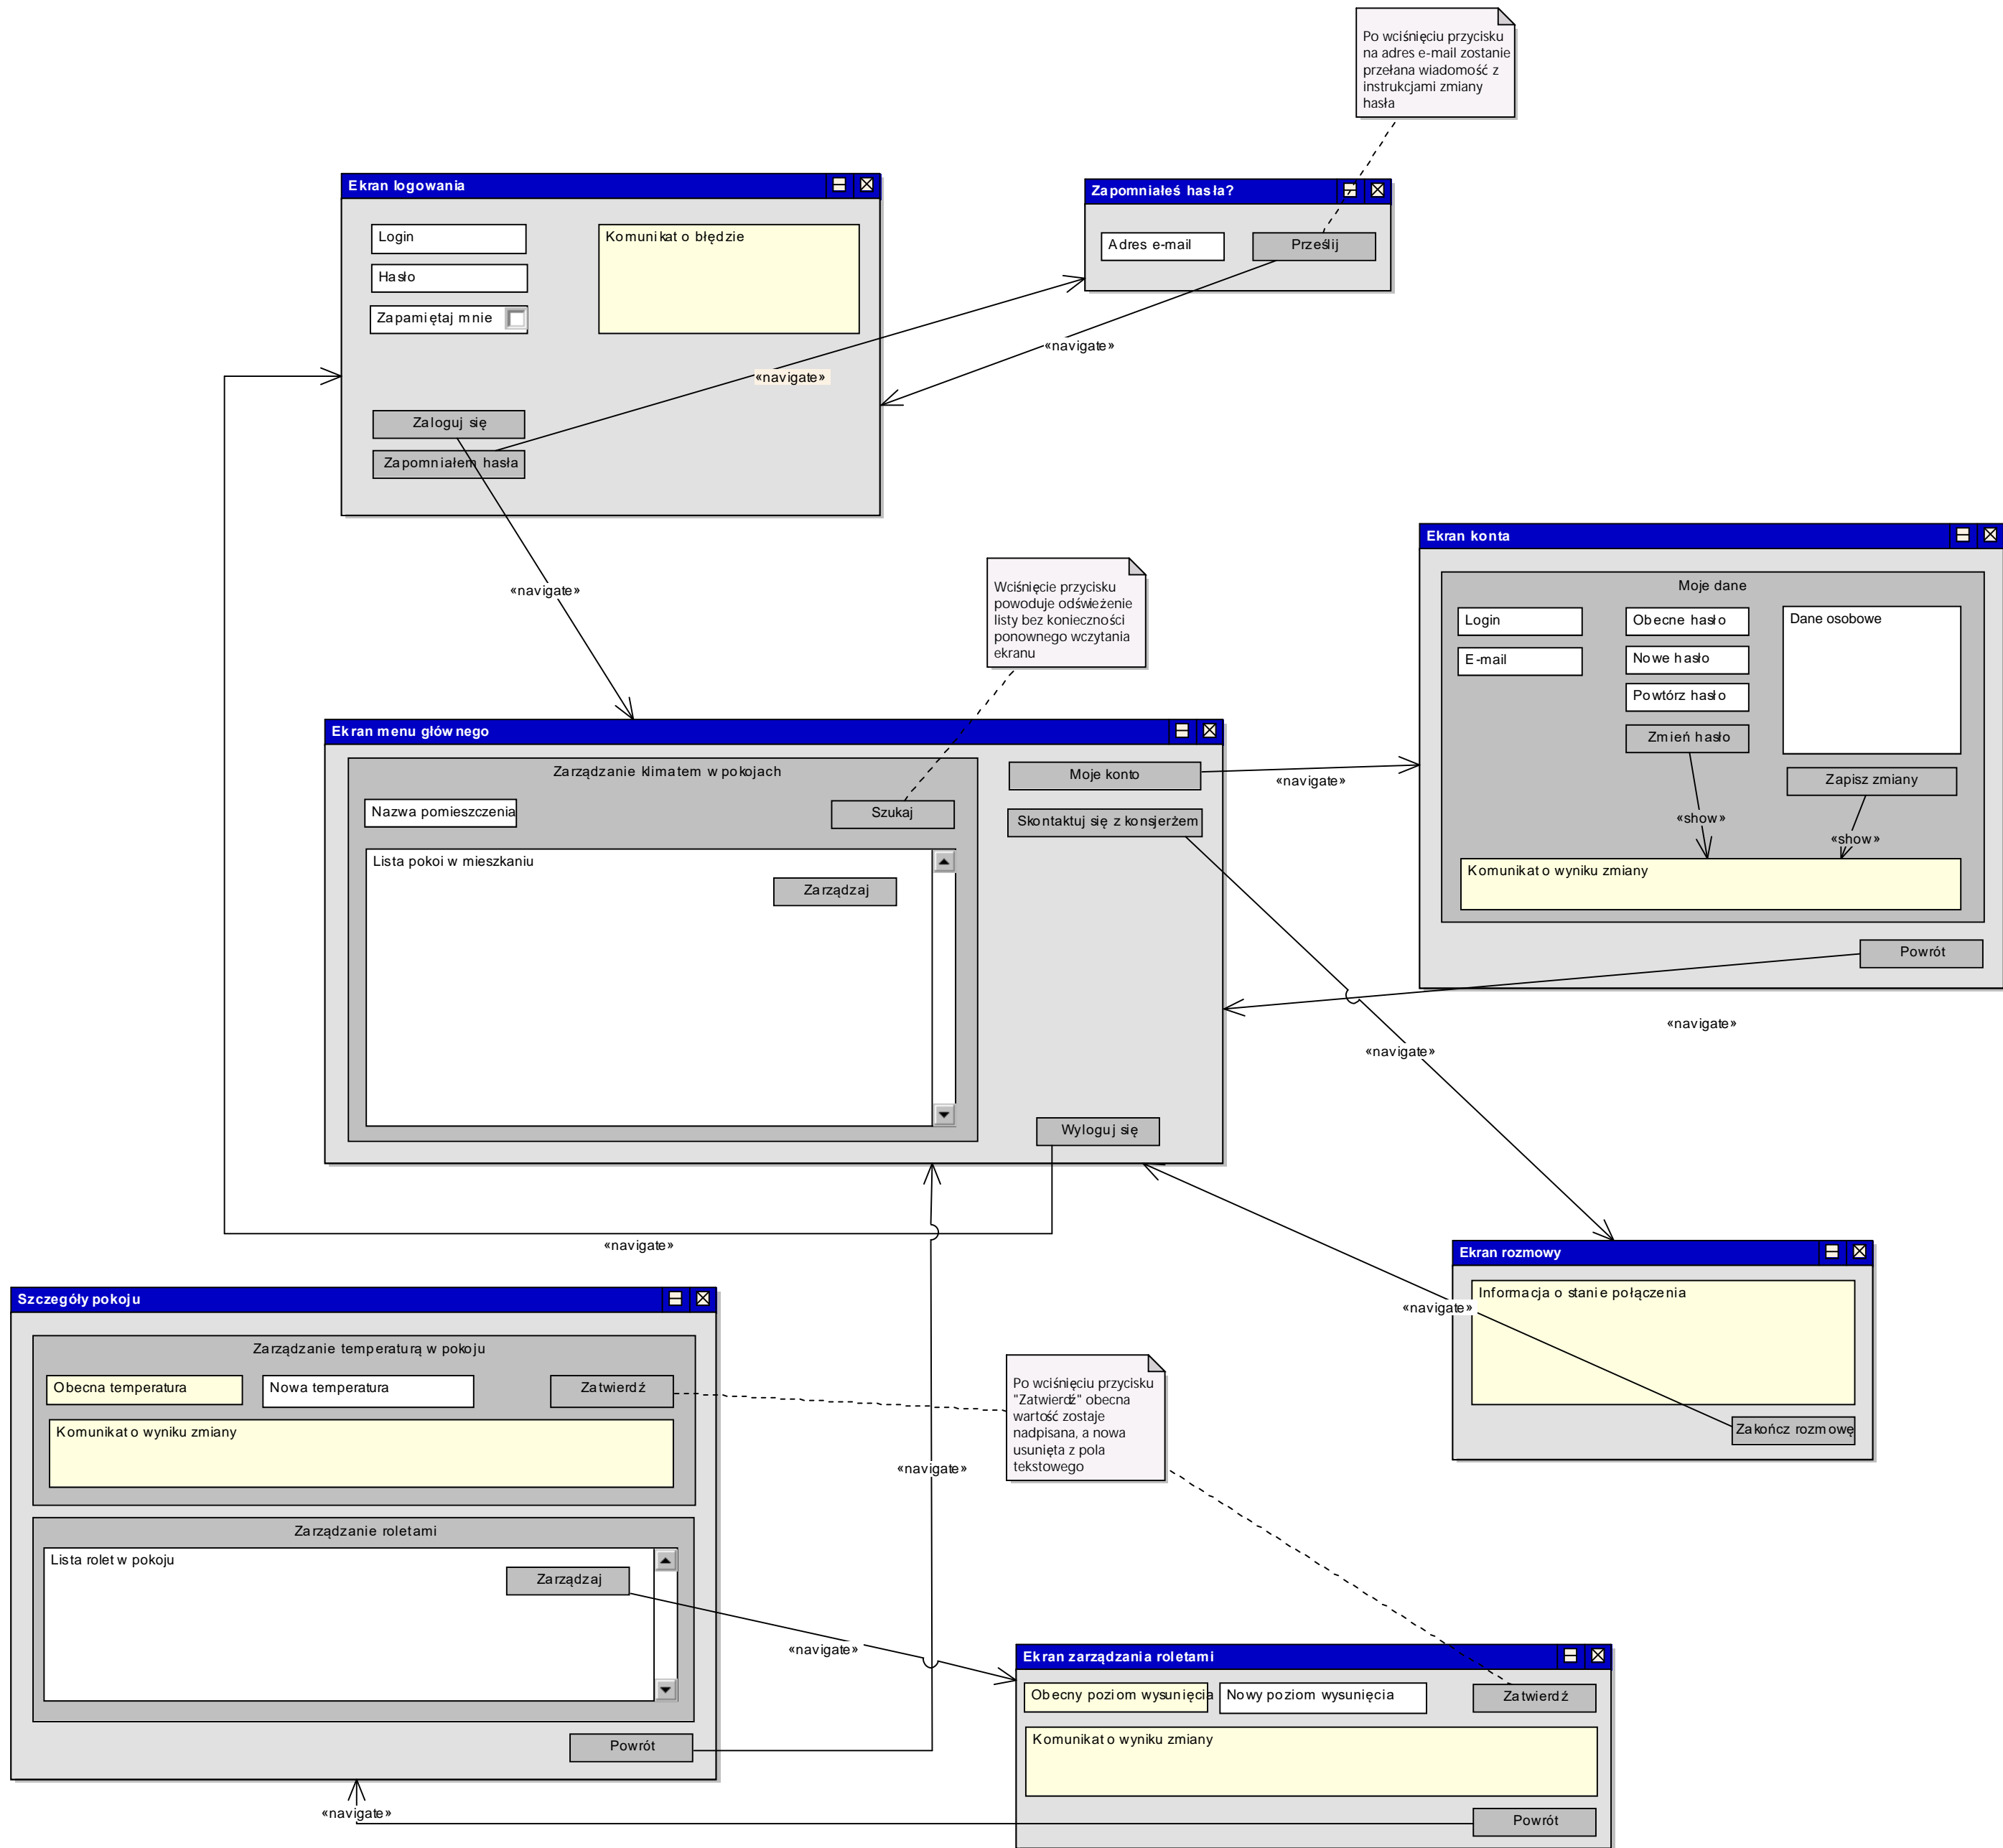 Po wciśnięciu przycisku
na adres e-mail zostanie
przełana wiadomość z
instrukcjami zmiany
hasła
Ekran logowania
Login
Hasło
Zapamiętaj mnie
Komunikat o błędzie
Zaloguj się
Zapomniałem hasła
Zapomniałeś hasła?
Adres e-mail
Prześlij
«navigate»
«navigate»
«navigate»
Wciśnięcie przycisku
powoduje odświeżenie
listy bez konieczności
ponownego wczytania
ekranu
Ekran konta
Moje dane
Login
E-mail
Obecne hasło
Nowe hasło
Powtórz hasło
Zmień hasło
Dane osobowe
Zapisz zmiany
«show»
«show»
Komunikat o wyniku zmiany
Powrót
Ekran menu głównego
Zarządzanie klimatem w pokojach
Nazwa pomieszczenia
Szukaj
Lista pokoi w mieszkaniu
Zarządzaj
Moje konto
Skontaktuj się z konsjerżem
Wyloguj się
«navigate»
«navigate»
«navigate»
«navigate»
Ekran rozmowy
Informacja o stanie połączenia
Zakończ rozmowę
«navigate»
Szczegóły pokoju
Zarządzanie temperaturą w pokoju
Obecna temperatura
Nowa temperatura
Zatwierdź
Komunikat o wyniku zmiany
Zarządzanie roletami
Lista rolet w pokoju
Zarządzaj
Powrót
Po wciśnięciu przycisku
"Zatwierdź" obecna
wartość zostaje
nadpisana, a nowa
usunięta z pola
tekstowego
«navigate»
«navigate»
Ekran zarządzania roletami
Obecny poziom wysunięcia
Nowy poziom wysunięcia
Zatwierdź
Komunikat o wyniku zmiany
Powrót
«navigate»